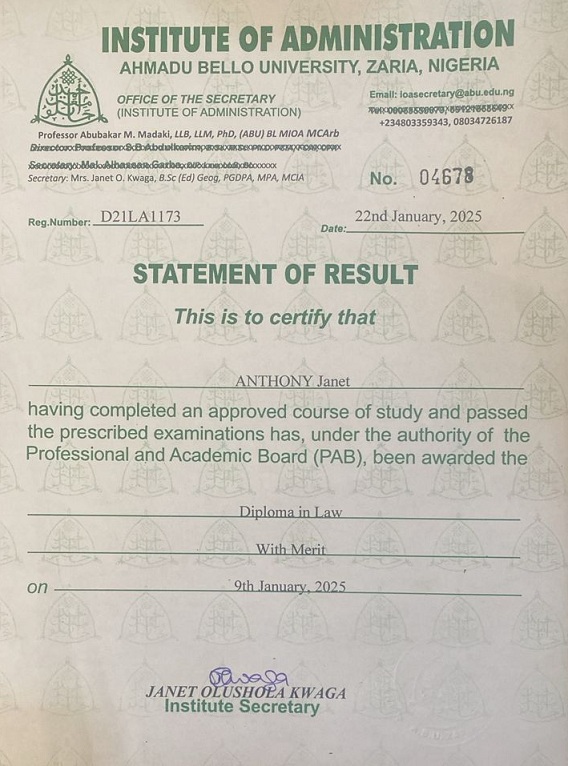 INSTITUTE OF ADMINISTRATION
AHMADU BELLO UNIVERSITY, ZARIA, NIGERIA
OFFICE OF THE SECRETARY
(INSTITUTE OF ADMINISTRATION)
Email: ioasecretary@abu.edu.ng
+234803359343, 08034726187
Professor Abubakar M. Madaki, LLB, LLM, PhD, (ABU) BL MIOA MCArb
Secretary: Mrs. Janet O. Kwaga, B.Sc (Ed) Geog, PGDPA, MPA, MCIA
No. 04678
Reg.Number: D21LA1173
Date: 22nd January, 2025
STATEMENT OF RESULT
This is to certify that
ANTHONY Janet
having completed an approved course of study and passed
the prescribed examinations has, under the authority of the
Professional and Academic Board (PAB), been awarded the
Diploma in Law
With Merit
on 9th January, 2025
JANET OLUSHOLA KWAGA
Institute Secretary